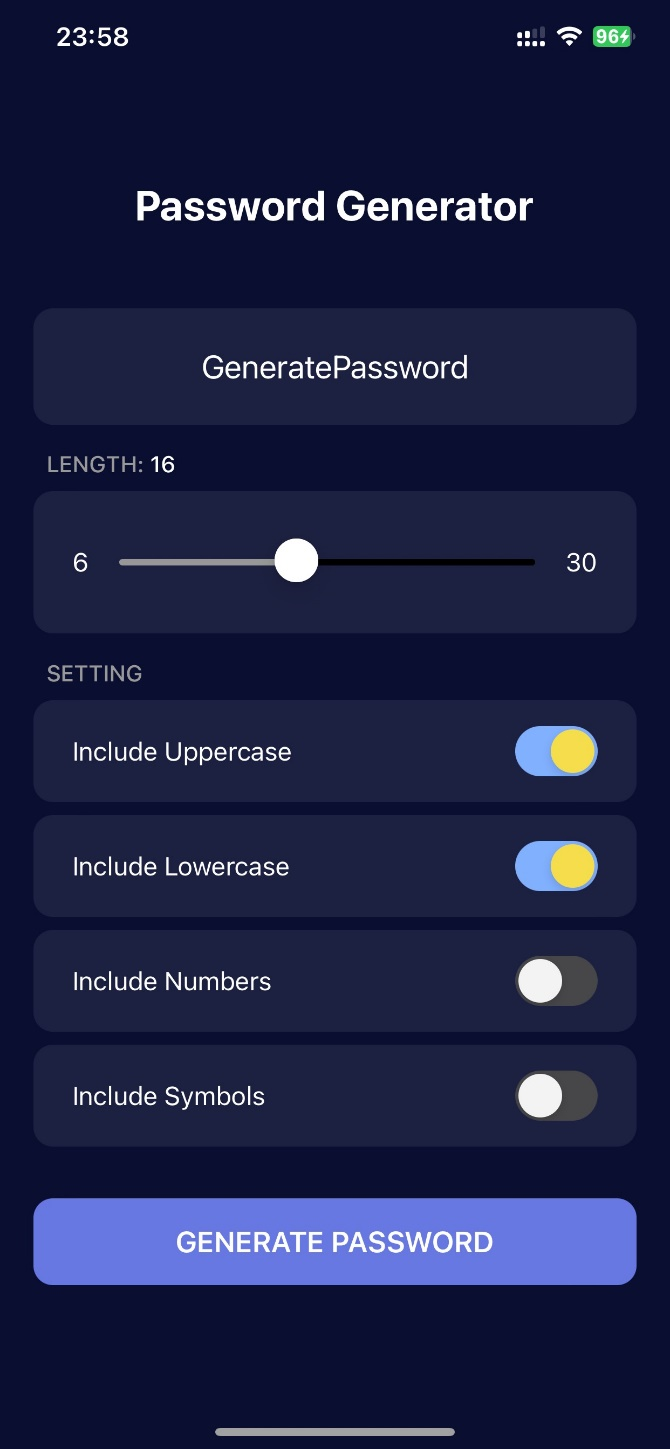 23:58
96
Password Generator
GeneratePassword
LENGTH: 16
6
30
SETTING
Include Uppercase
Include Lowercase
Include Numbers
Include Symbols
GENERATE PASSWORD